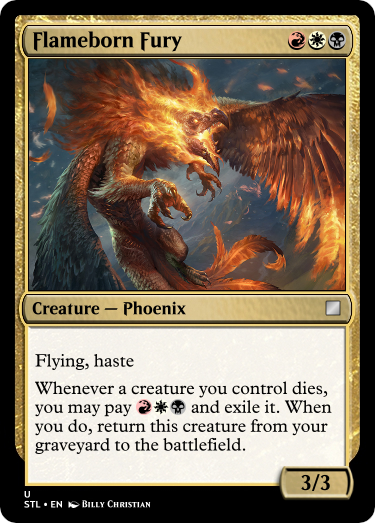 Flameborn Fury
Creature — Phoenix
Flying, haste
Whenever a creature you control dies,
you may pay and exile it. When
you do, return this creature from your
graveyard to the battlefield.
3/3
U
STL • EN Billy Christian